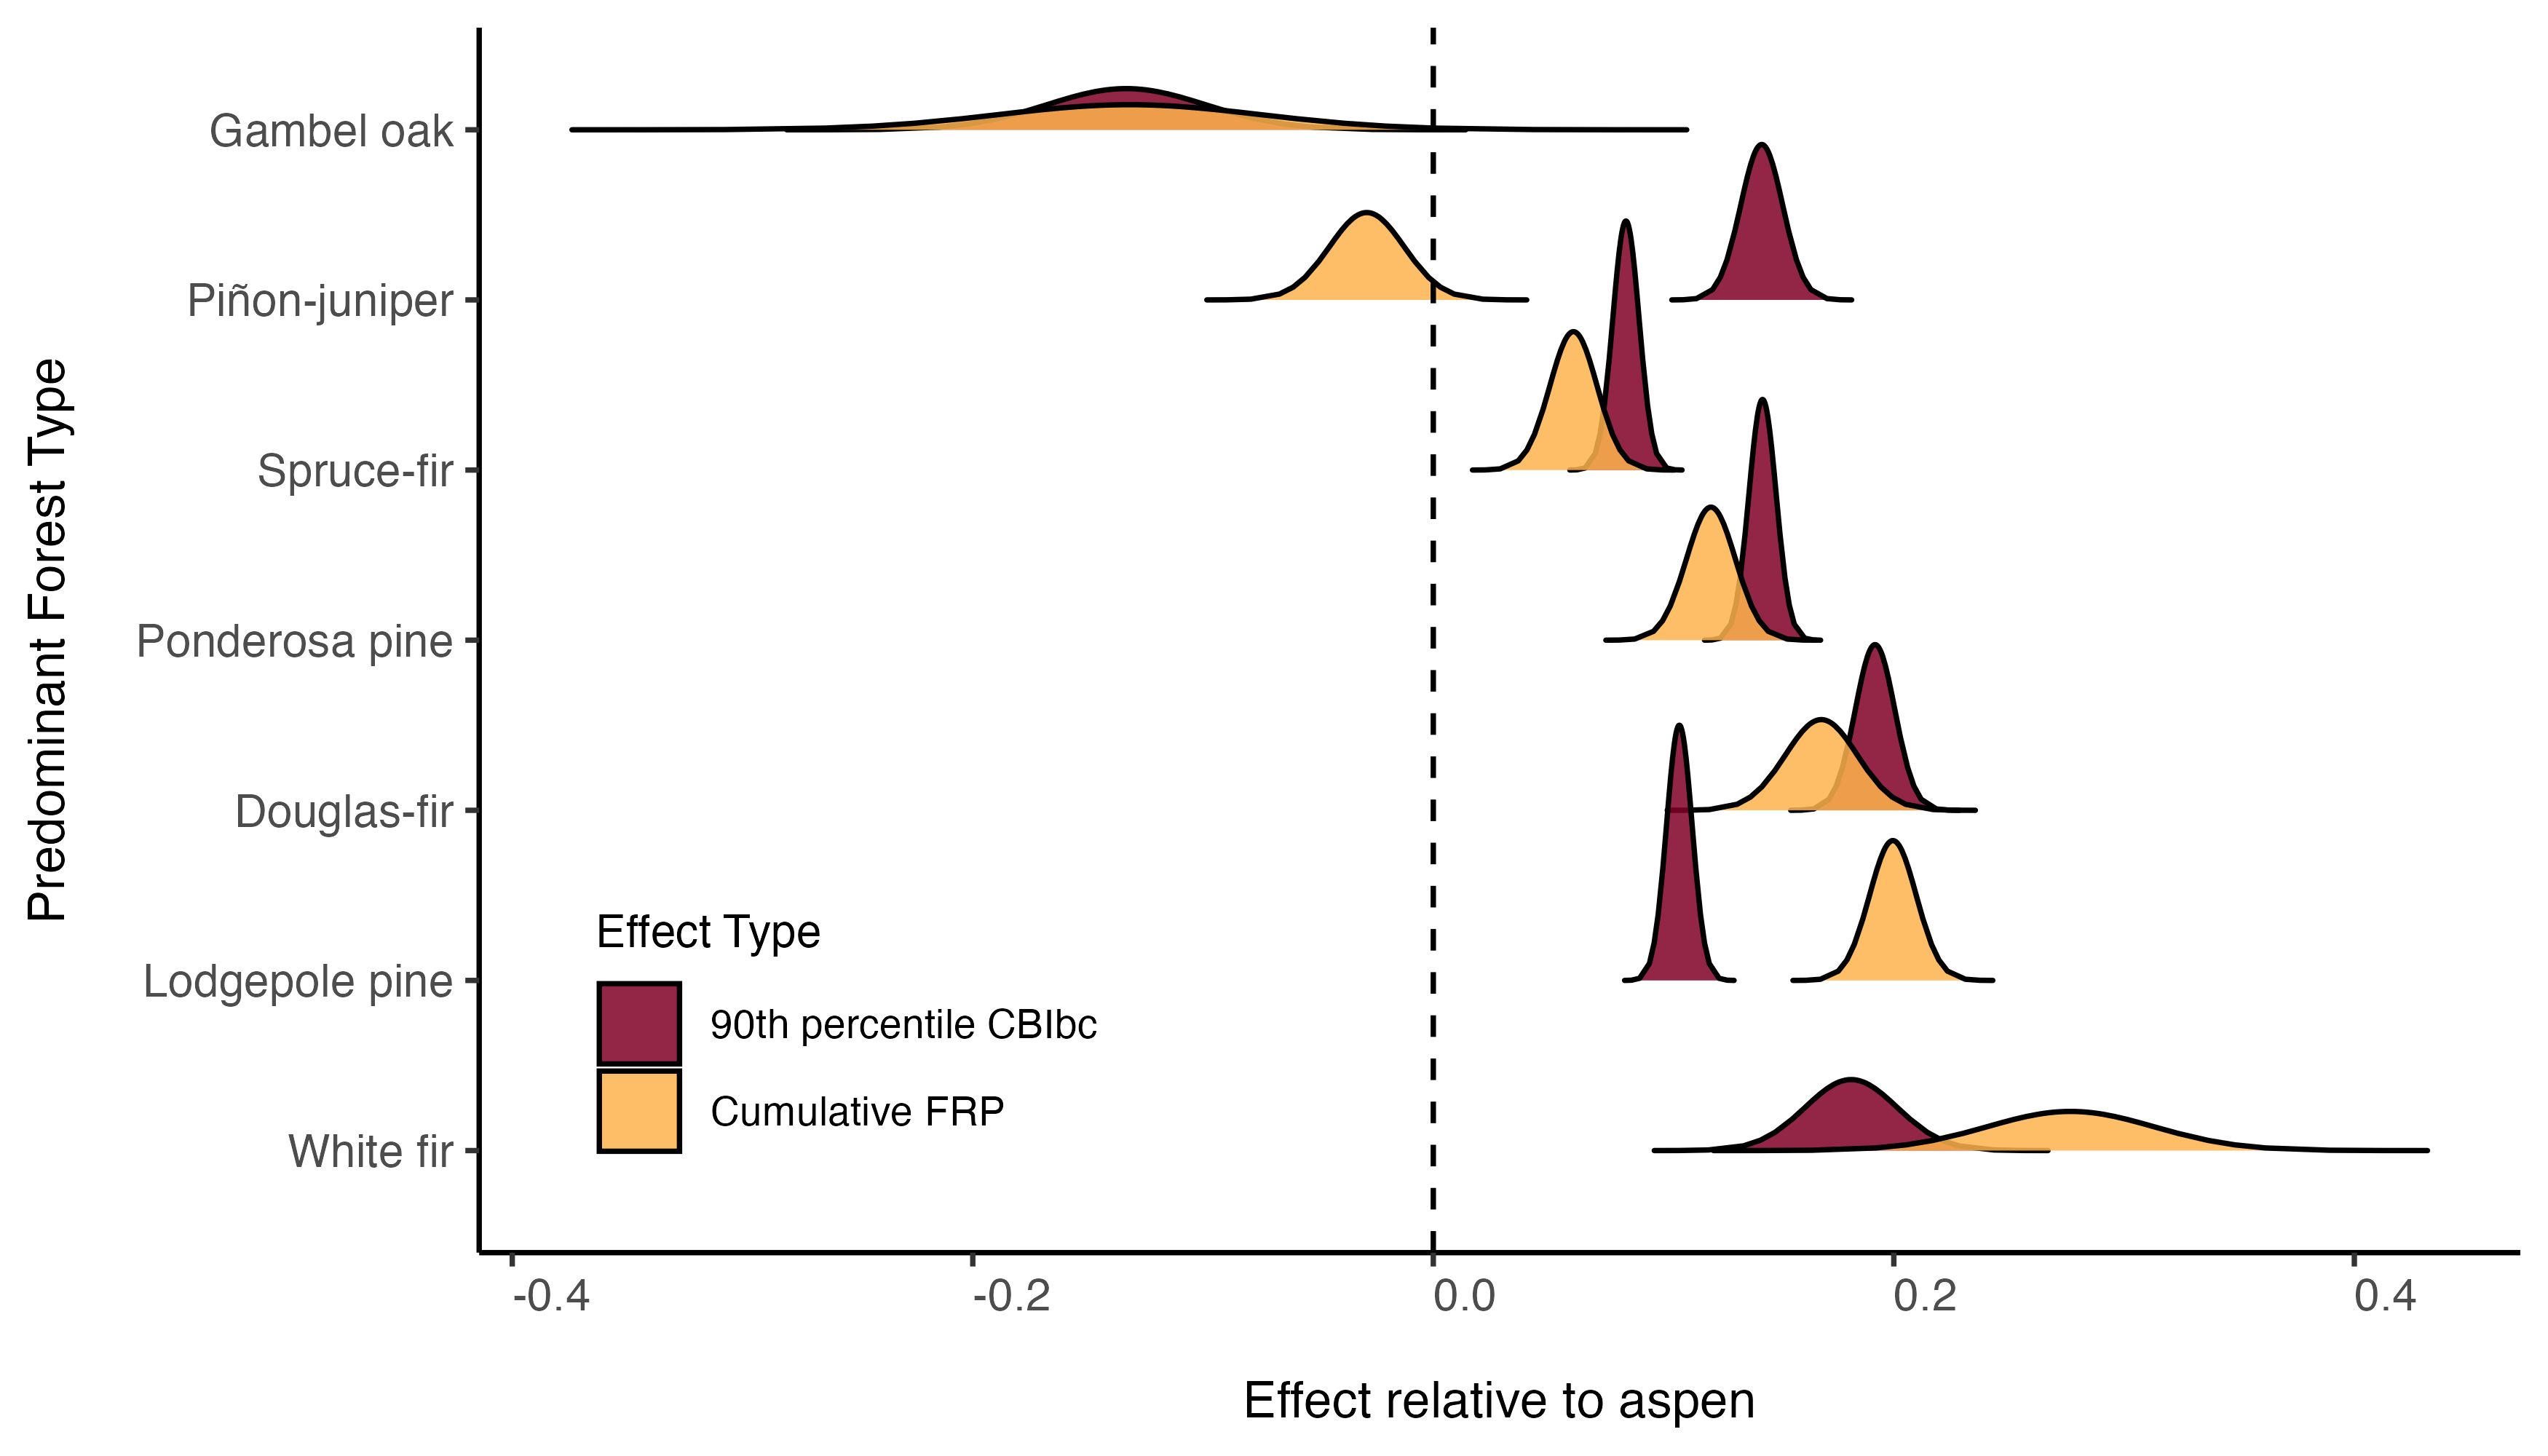 Predominant Forest Type
Gambel oak
Piñon-juniper
Spruce-fir
Ponderosa pine
Douglas-fir
Lodgepole pine
White fir
Effect Type
90th percentile CBIbc
Cumulative FRP
-0.4
-0.2
0.0
0.2
0.4
Effect relative to aspen